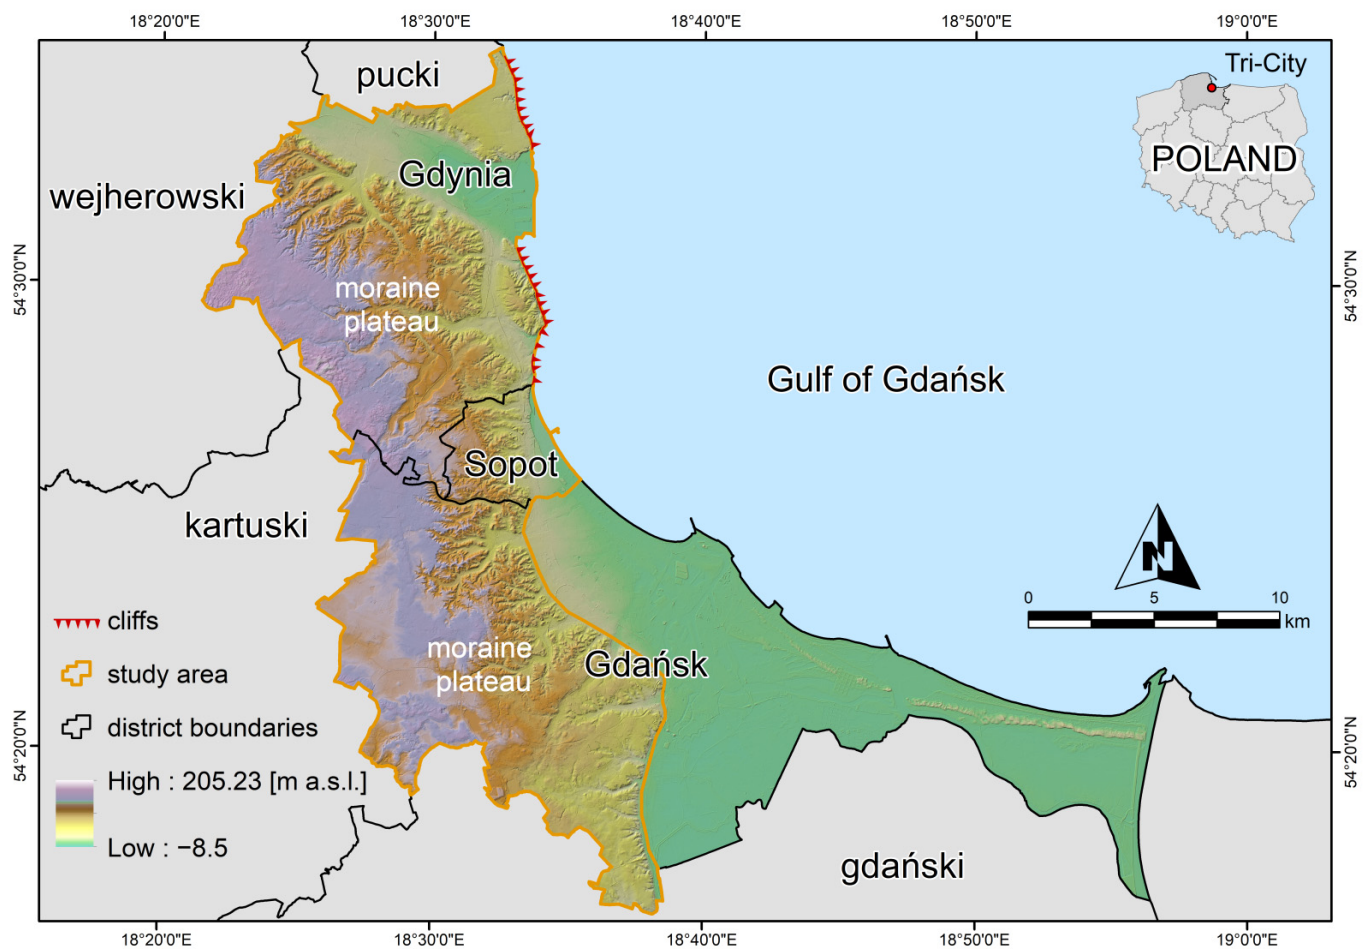 18°20'0"E
18°30'0"E
18°40'0"E
18°50'0"E
19°0'0"E
pucki
Tri-City
POLAND
Gdynia
wejherowski
54°30'0"N
54°30'0"N
moraine
plateau
Gulf of Gdańsk
Sopot
kartuski
N
0
5
10
km
cliffs
moraine
plateau
Gdańsk
study area
district boundaries
54°20'0"N
54°20'0"N
High : 205.23 [m a.s.l.]
Low : −8.5
gdański
18°20'0"E
18°30'0"E
18°40'0"E
18°50'0"E
19°0'0"E